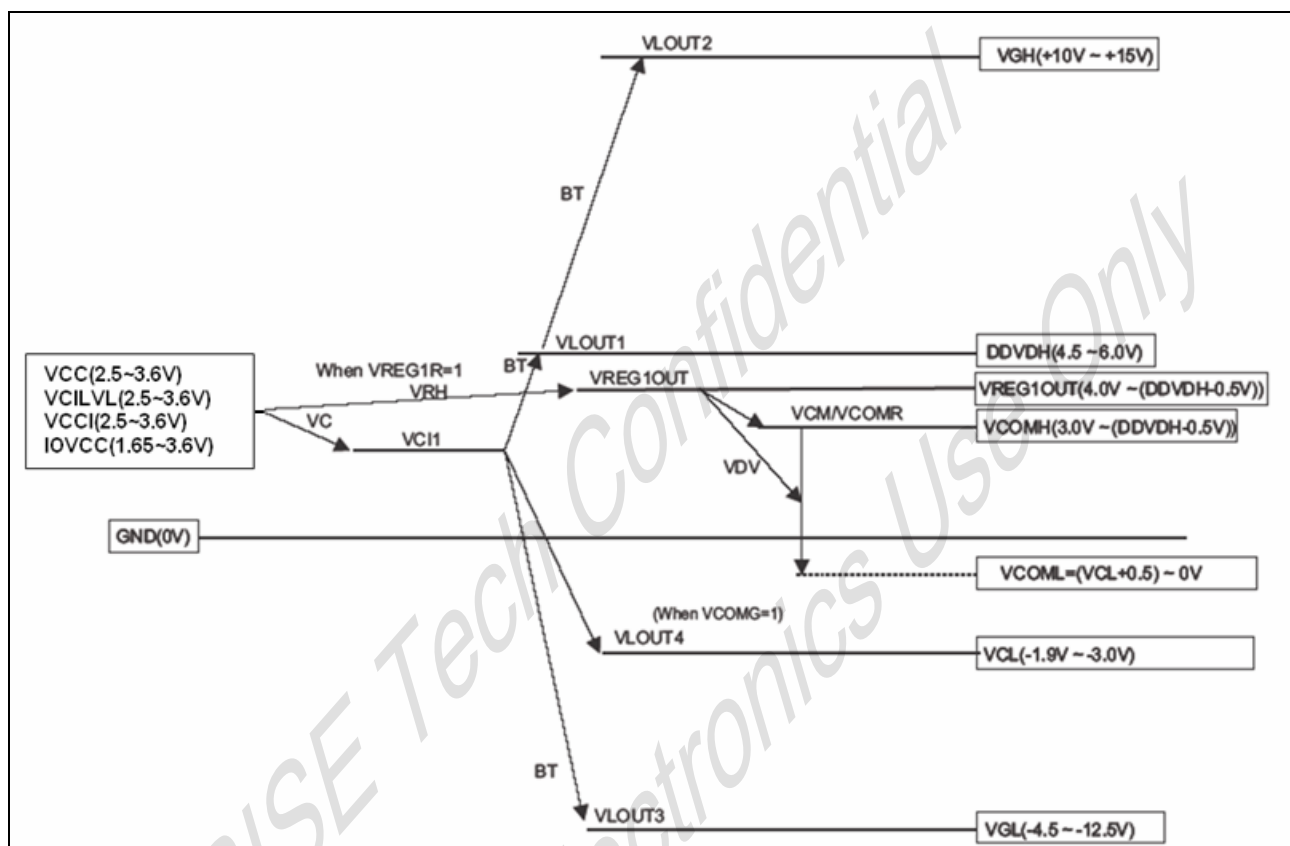 VLOUT2
VGH(+10V ~ +15V)
BT
VLOUT1
DDVDH(4.5 ~6.0V)
BT
When VREG1R=1
VRH
VREG1OUT
VREG1OUT(4.0V ~(DDVDH-0.5V))
VCC(2.5~3.6V)
VCILVL(2.5~3.6V)
VCCI(2.5~3.6V)
IOVCC(1.65~3.6V)
VC
VCI1
VCM/VCOMR
VCOMH(3.0V ~(DDVDH-0.5V))
VDV
GND(0V)
VCOML=(VCL+0.5) ~ 0V
(When VCOMG=1)
VLOUT4
VCL(-1.9V ~ -3.0V)
BT
VLOUT3
VGL(-4.5 ~ -12.5V)
RISE Tech Confidential
ectronics Use Only